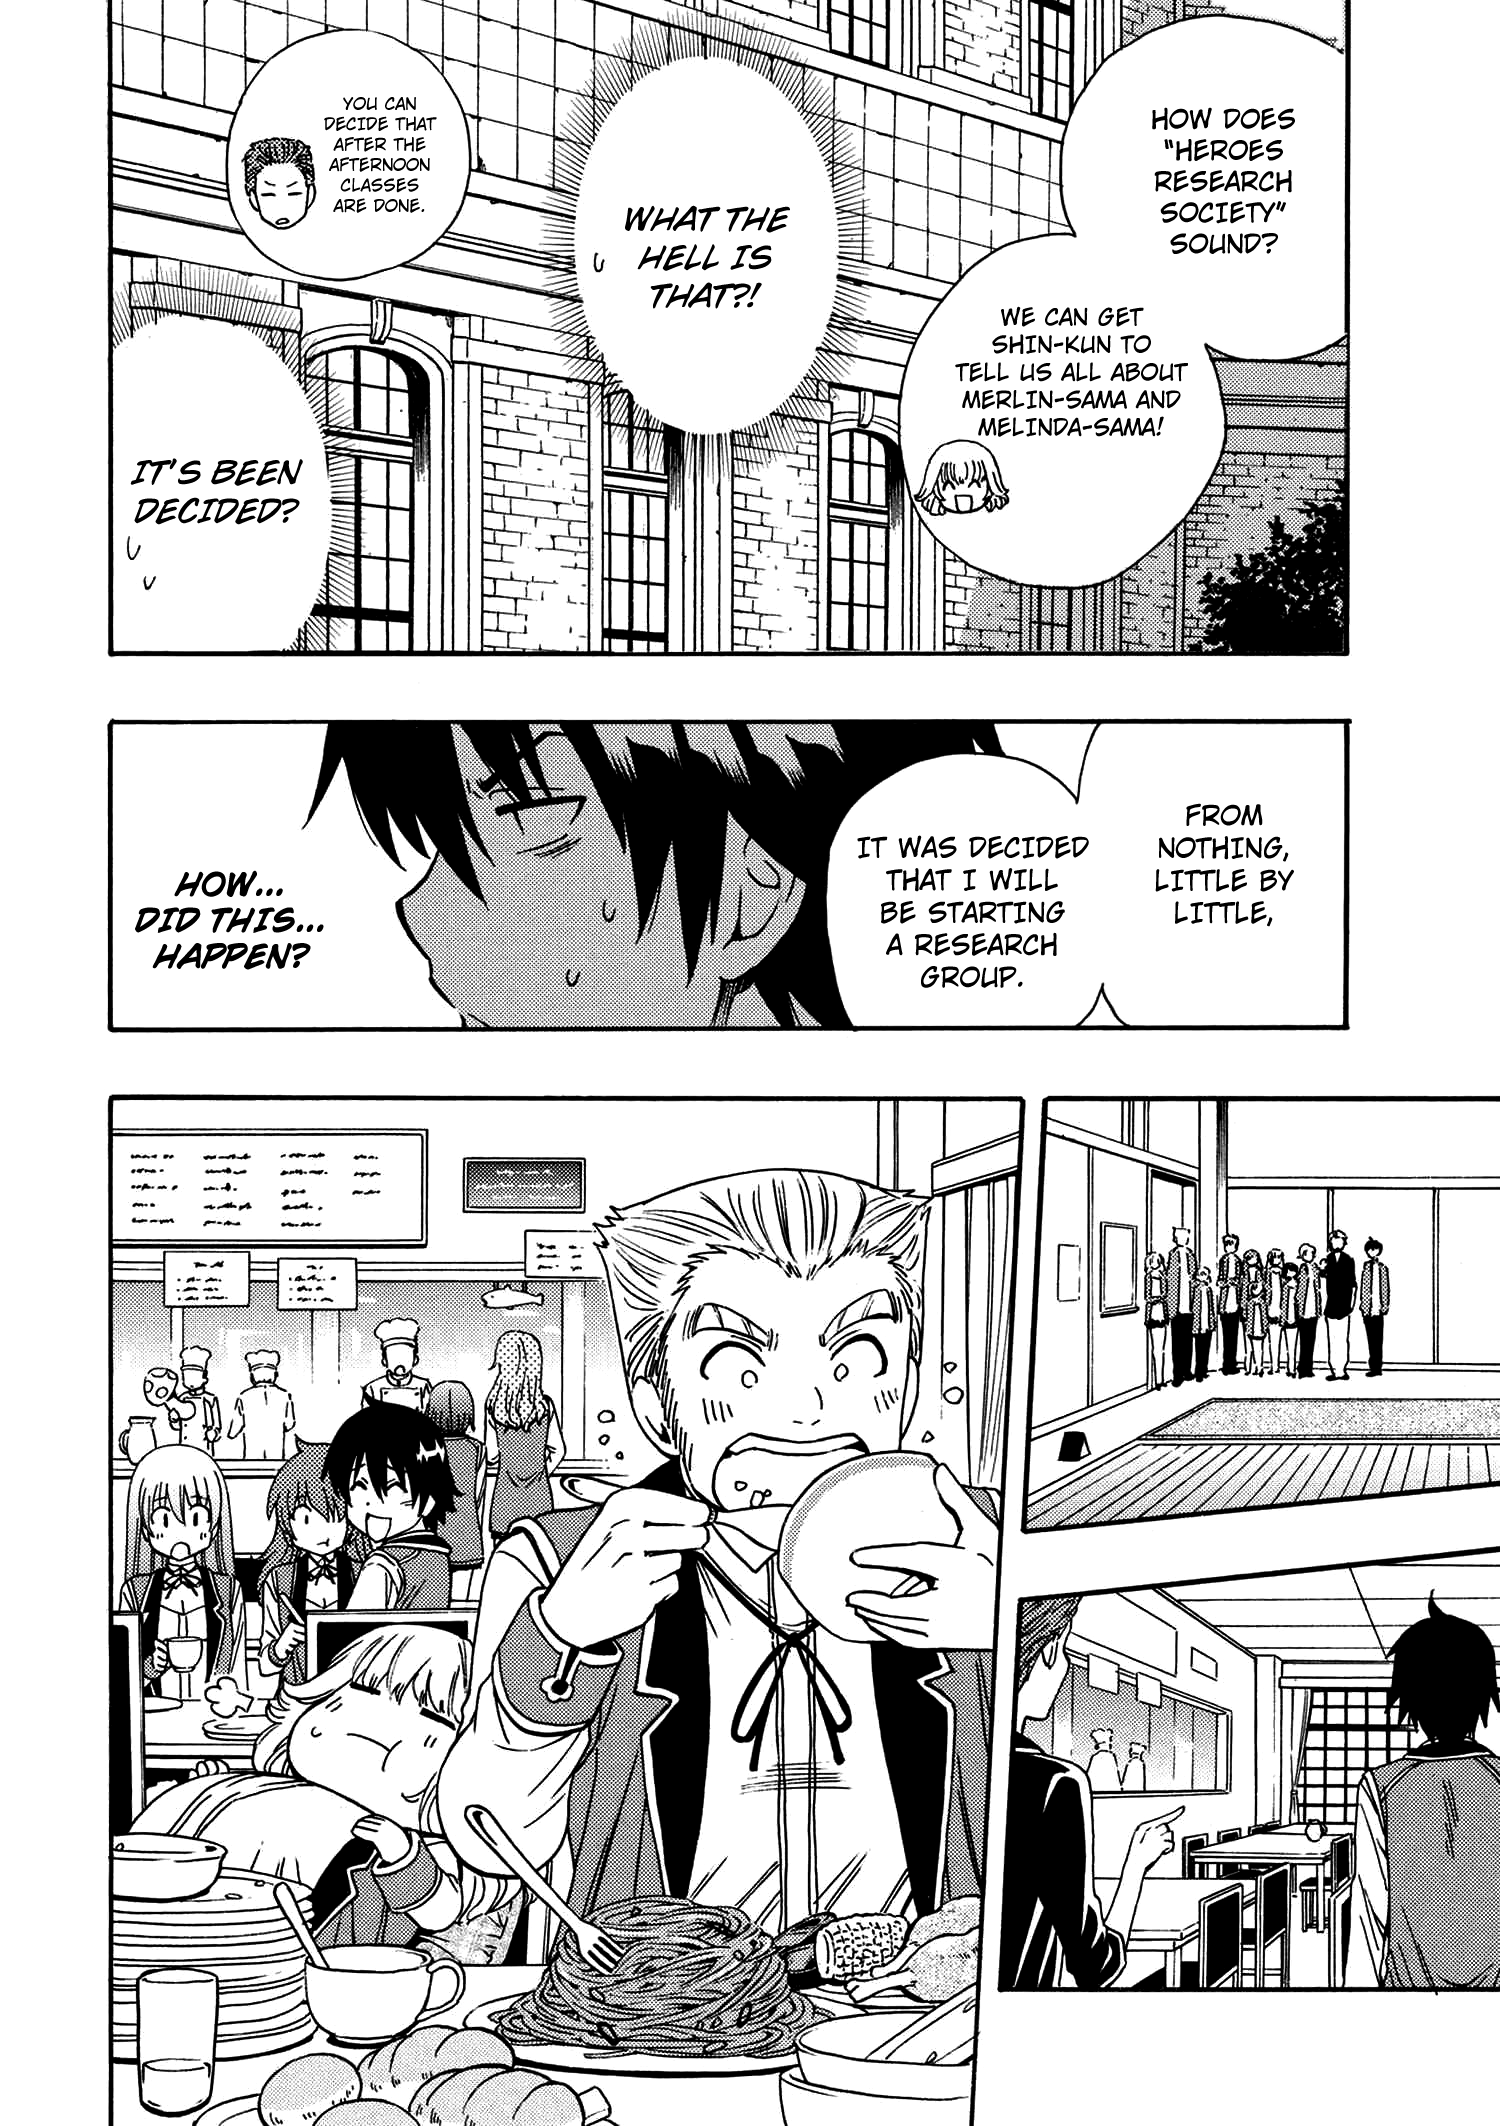 HOW DOES
"HEROES
RESEARCH
SOCIETY"
SOUND?
WE CAN GET
SHIN-KUN TO
TELL US ALL ABOUT
MERLIN-SAMA AND
MELINDA-SAMA!
WHAT THE
HELL IS
THAT?!
YOU CAN
DECIDE THAT
AFTER THE
AFTERNOON
CLASSES
ARE DONE.
IT'S BEEN
DECIDED?
FROM
NOTHING,
LITTLE BY
LITTLE,
IT WAS DECIDED
THAT I WILL
BE STARTING
A RESEARCH
GROUP.
HOW...
DID THIS...
HAPPEN?